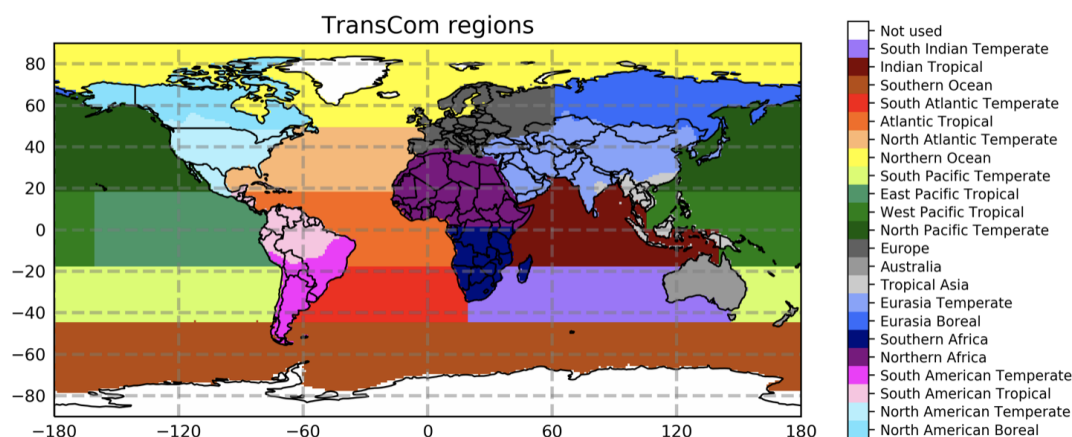 TransCom regions
80
60
40
20
0
−20
−40
−60
−80
−180
−120
−60
0
60
120
180
Not used
South Indian Temperate
Indian Tropical
Southern Ocean
South Atlantic Temperate
Atlantic Tropical
North Atlantic Temperate
Northern Ocean
South Pacific Temperate
East Pacific Tropical
West Pacific Tropical
North Pacific Temperate
Europe
Australia
Tropical Asia
Eurasia Temperate
Eurasia Boreal
Southern Africa
Northern Africa
South American Temperate
South American Tropical
North American Temperate
North American Boreal